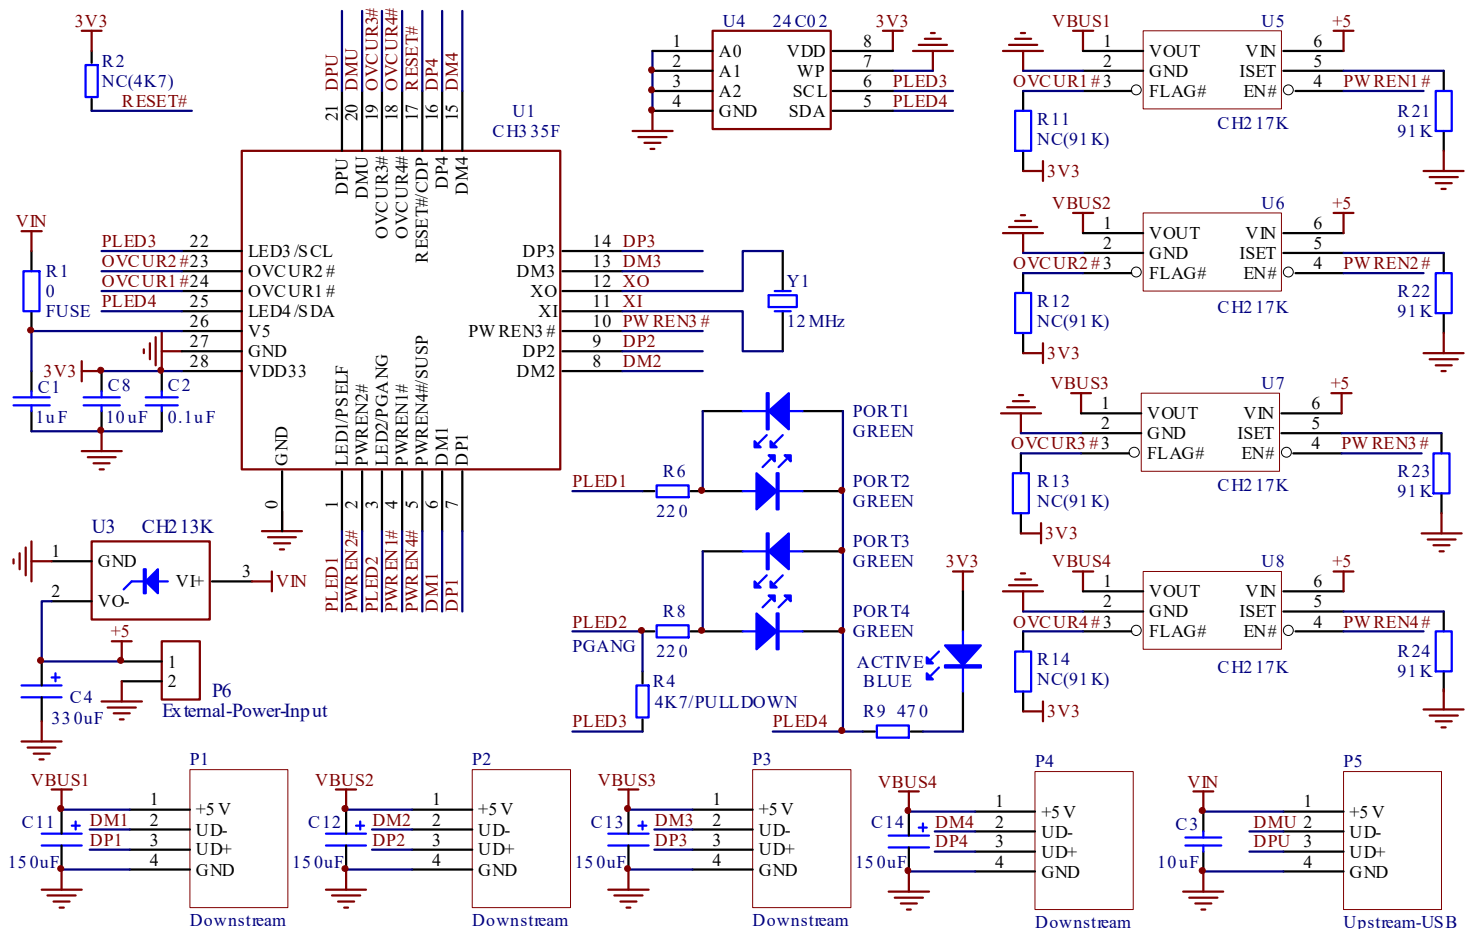 3V3
R2
NC(4K7)
RESET#
DPU
DMU
OVCUR3#
OVCUR4#
RESET#
DP4
DM4
21
20
19
18
17
16
15
U1
CH335F
DPU
DMU
OVCUR3#
OVCUR4#
RESET#/CDP
DP4
DM4
VIN
R1
0
FUSE
PLED3 22 LED3/SCL
OVCUR2# 23 OVCUR2#
OVCUR1# 24 OVCUR1#
PLED4 25 LED4/SDA
26 V5
27 GND
3V3 28 VDD33
C1
1uF
C8
10uF
C2
0.1uF
DP3 14 DP3
DM3 13 DM3
XO 12 XO
XI 11 XI
PWREN3# 10 PWREN3#
DP2 9 DP2
DM2 8 DM2
Y1
12MHz
GND
LED1/PSELF
PWREN2#
LED2/PGANG
PWREN1#
PWREN4#/SUSP
DM1
DP1
0
1
2
3
4
5
6
7
PLED1
PWREN2#
PLED2
PWREN1#
PWREN4#
DM1
DP1
U4 24C02
1 A0
2 A1
3 A2
4 GND
VDD 8 3V3
WP 7
SCL 6 PLED3
SDA 5 PLED4
VBUS1 U5 +5
1 VOUT VIN 6
2 GND ISET 5
OVCUR1# 3 FLAG# EN# 4 PWREN1#
R11
NC(91K)
3V3
CH217K
R21
91K
VBUS2 U6 +5
1 VOUT VIN 6
2 GND ISET 5
OVCUR2# 3 FLAG# EN# 4 PWREN2#
R12
NC(91K)
3V3
CH217K
R22
91K
VBUS3 U7 +5
1 VOUT VIN 6
2 GND ISET 5
OVCUR3# 3 FLAG# EN# 4 PWREN3#
R13
NC(91K)
3V3
CH217K
R23
91K
VBUS4 U8 +5
1 VOUT VIN 6
2 GND ISET 5
OVCUR4# 3 FLAG# EN# 4 PWREN4#
R14
NC(91K)
3V3
CH217K
R24
91K
PORT1
GREEN
PLED1
R6
220
PORT2
GREEN
PORT3
GREEN
PLED2
PGANG
R8
220
PORT4
GREEN
R4
4K7/PULLDOWN
PLED3
PLED4
R9 470
3V3
ACTIVE
BLUE
U3 CH213K
1 GND
2 VO-
VI+ 3 VIN
+5
1
2
P6
External-Power-Input
C4
330uF
+
VBUS1
P1
C11
+
150uF
1 +5V
DM1 2 UD-
DP1 3 UD+
4 GND
Downstream
VBUS2
P2
C12
+
150uF
1 +5V
DM2 2 UD-
DP2 3 UD+
4 GND
Downstream
VBUS3
P3
C13
+
150uF
1 +5V
DM3 2 UD-
DP3 3 UD+
4 GND
Downstream
VBUS4
P4
C14
+
150uF
1 +5V
DM4 2 UD-
DP4 3 UD+
4 GND
Downstream
VIN
P5
C3
10uF
1 +5V
DMU 2 UD-
DPU 3 UD+
4 GND
Upstream-USB